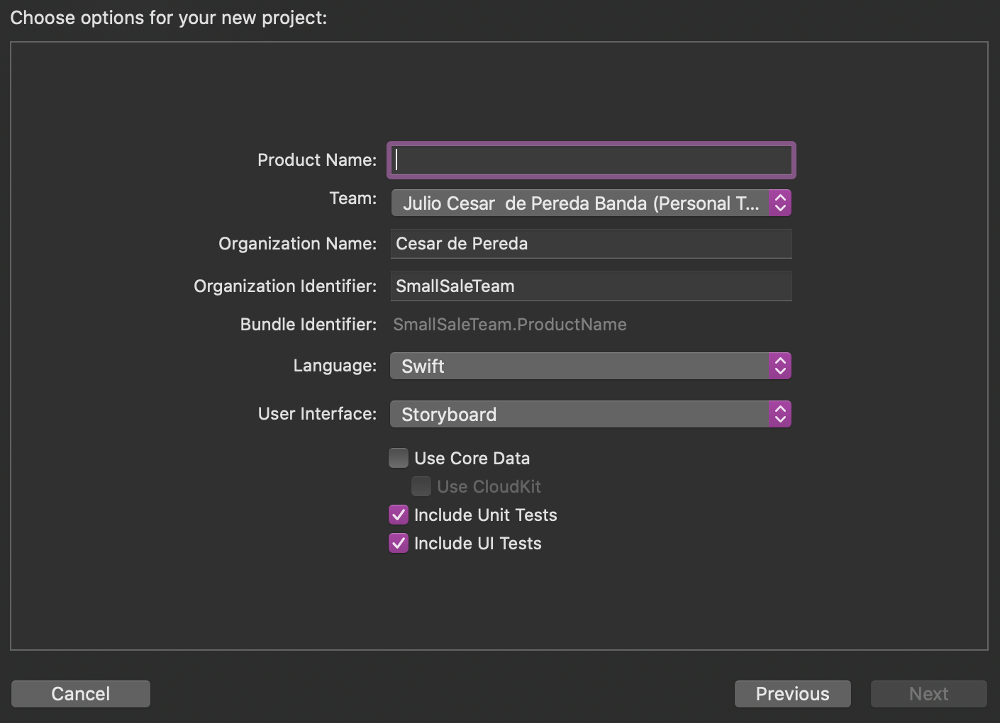 Choose options for your new project:
Product Name:
Team: Julio Cesar  de Pereda Banda (Personal T...
Organization Name: Cesar de Pereda
Organization Identifier: SmallSaleTeam
Bundle Identifier: SmallSaleTeam.ProductName
Language: Swift
User Interface: Storyboard
Use Core Data
Use CloudKit
Include Unit Tests
Include UI Tests
Cancel Previous Next